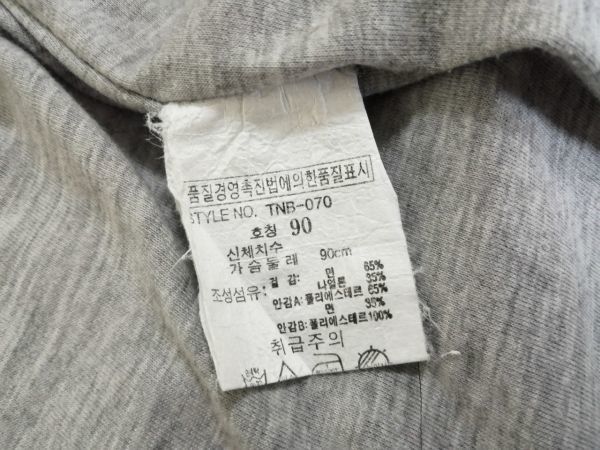 품질경영촉진법에의한품질표시
STYLE NO. TNB-070
호칭 90
신체치수
가슴둘레 90cm
조성섬유: 겉감: 면 65%
나일론 35%
안감A: 폴리에스테르 65%
면 35%
안감B: 폴리에스테르 100%
취급주의